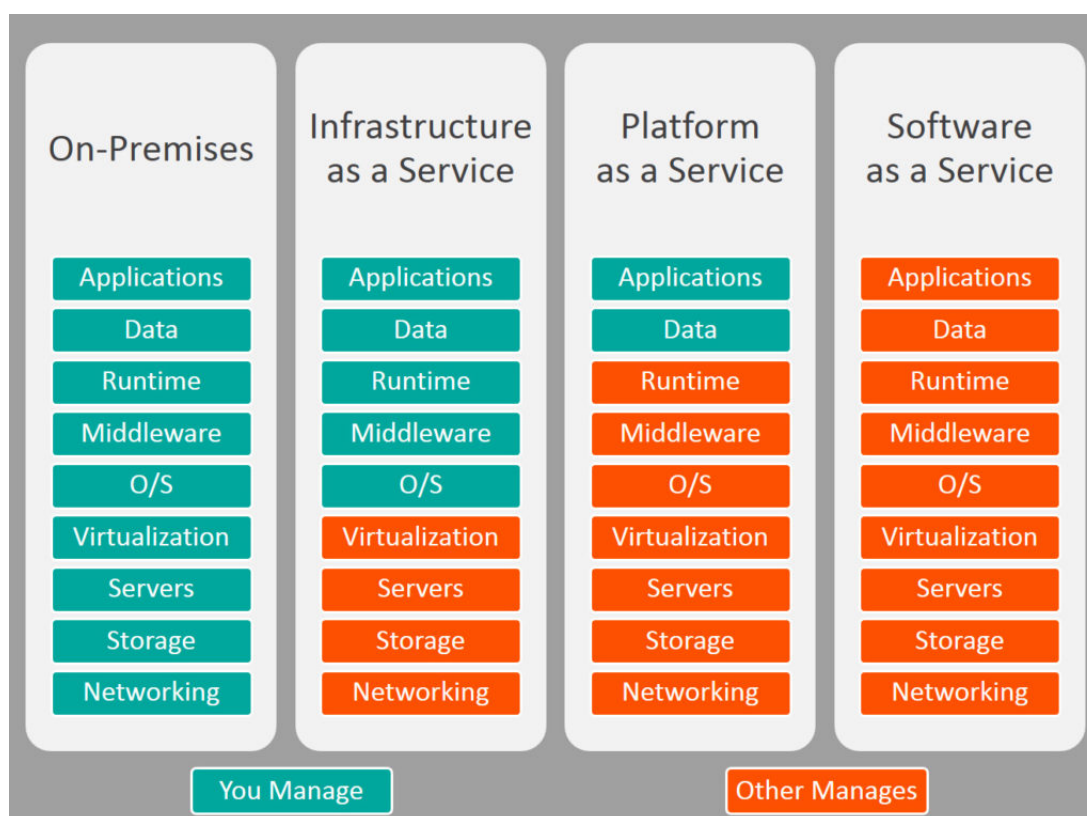 On-Premises
Applications
Data
Runtime
Middleware
O/S
Virtualization
Servers
Storage
Networking
Infrastructure
as a Service
Applications
Data
Runtime
Middleware
O/S
Virtualization
Servers
Storage
Networking
Platform
as a Service
Applications
Data
Runtime
Middleware
O/S
Virtualization
Servers
Storage
Networking
Software
as a Service
Applications
Data
Runtime
Middleware
O/S
Virtualization
Servers
Storage
Networking
You Manage
Other Manages